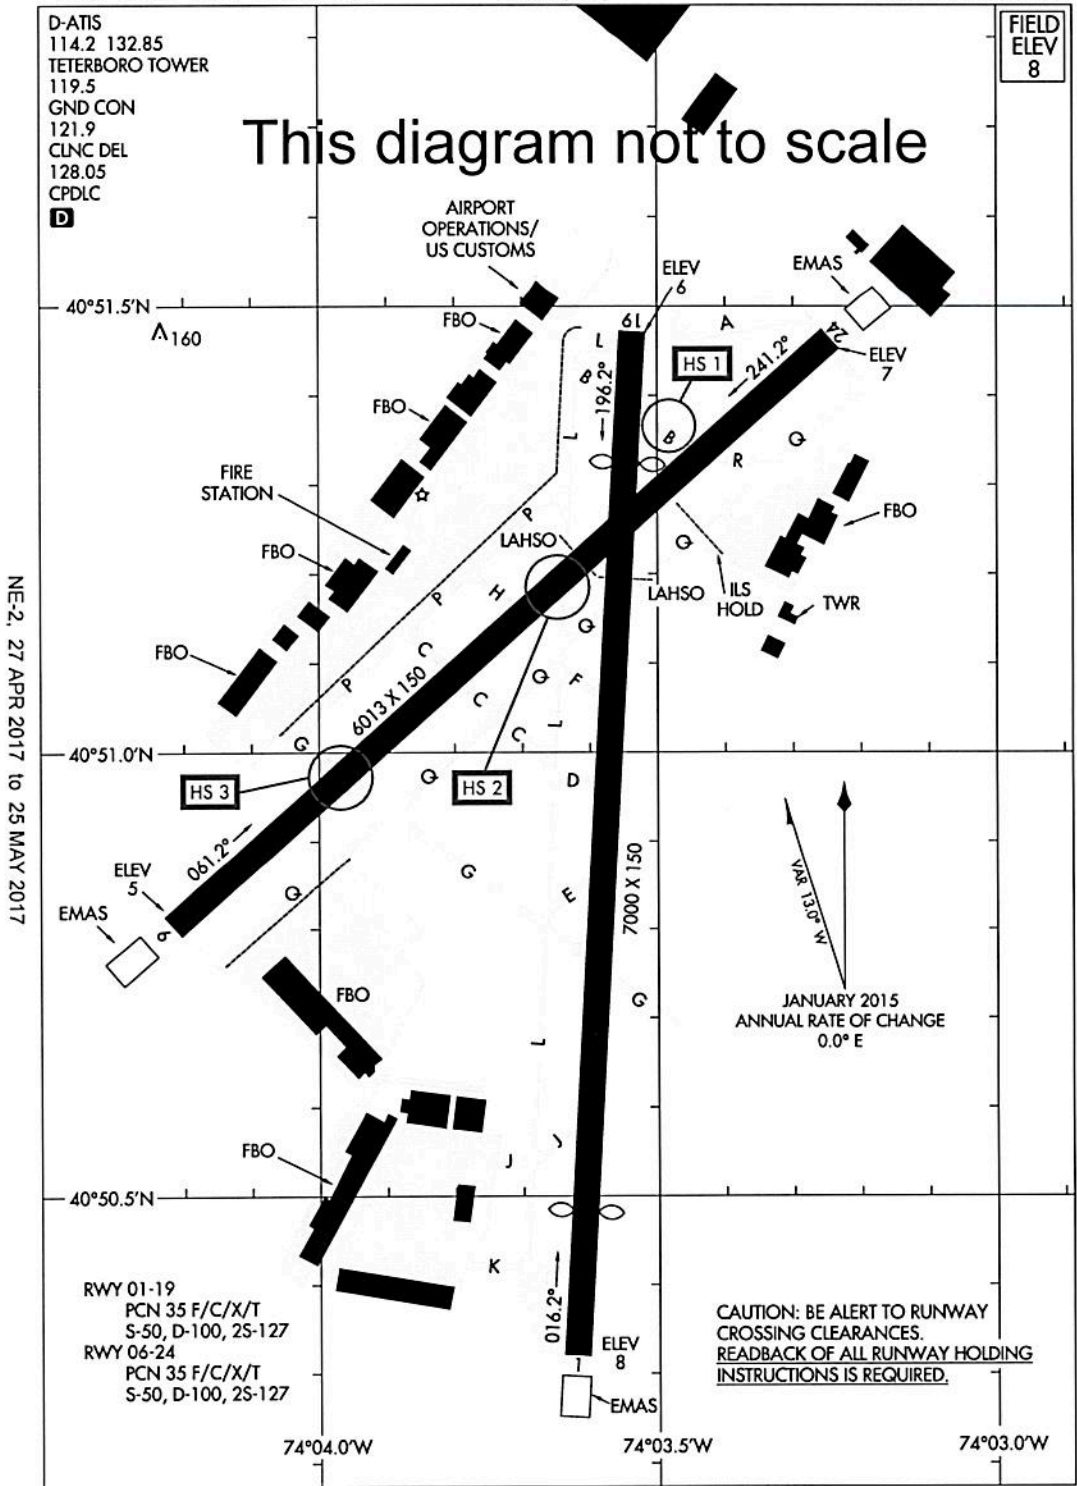 D-ATIS
114.2 132.85
TETERBORO TOWER
119.5
GND CON
121.9
CLNC DEL
128.05
CPDLC
D
FIELD
ELEV
8
This diagram not to scale
AIRPORT
OPERATIONS/
US CUSTOMS
ELEV
6
EMAS
40°51.5'N
160
FBO
19
L
A
24
HS 1
ELEV
7
241.2°
196.2°
B
L
B
FBO
Q
R
FIRE
STATION
P
FBO
LAHSO
FBO
Q
LAHSO
ILS
HOLD
TWR
H
P
Q
C
FBO
P
Q
F
C
6013 X 150
L
C
G
40°51.0'N
HS 3
Q
HS 2
D
061.2°
ELEV
5
G
7000 X 150
E
EMAS
6
Q
VAR 13.0° W
FBO
G
JANUARY 2015
ANNUAL RATE OF CHANGE
0.0° E
L
J
J
FBO
40°50.5'N
K
016.2°
RWY 01-19
PCN 35 F/C/X/T
S-50, D-100, 2S-127
RWY 06-24
PCN 35 F/C/X/T
S-50, D-100, 2S-127
ELEV
8
1
EMAS
CAUTION: BE ALERT TO RUNWAY
CROSSING CLEARANCES.
READBACK OF ALL RUNWAY HOLDING
INSTRUCTIONS IS REQUIRED.
74°04.0'W
74°03.5'W
74°03.0'W
NE-2, 27 APR 2017 to 25 MAY 2017